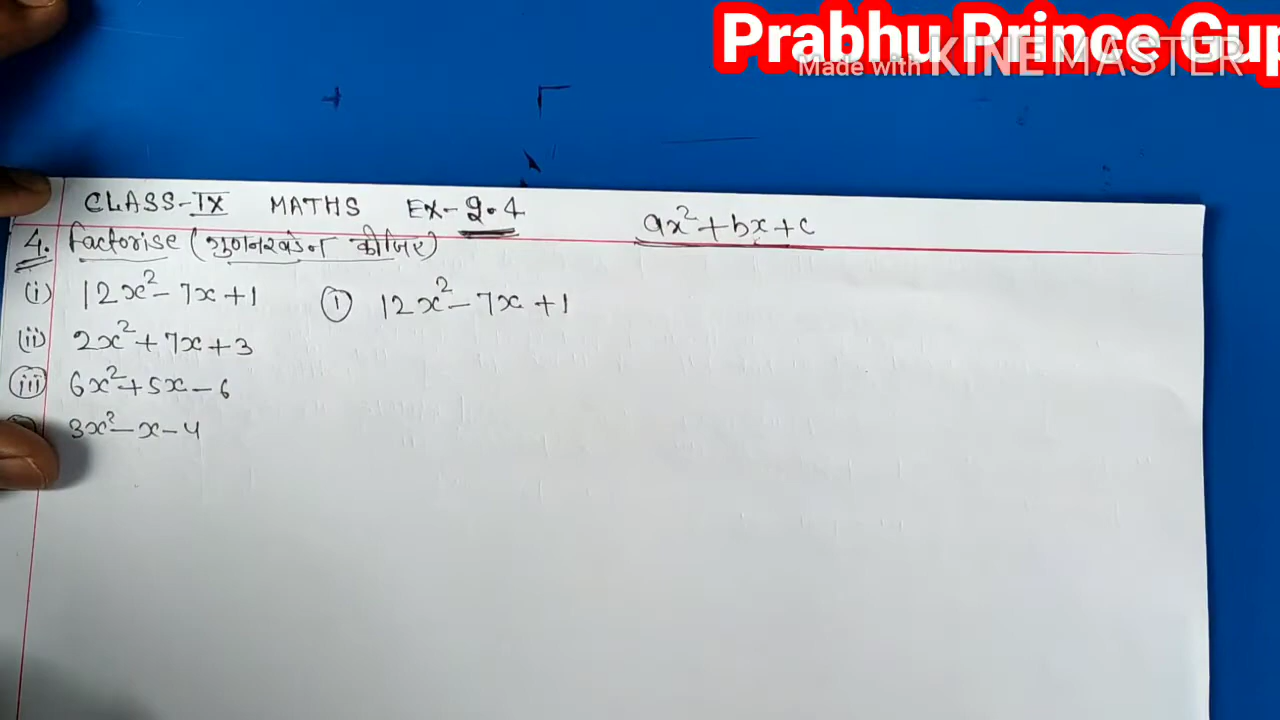 Prabhu Prince Gup
Made with KINEMASTER
CLASS-IX MATHS EX-2.4
ax²+bx+c
4. Factorise (गुणनखंडन कीजिए)
(i) 12x²-7x+1
(ii) 2x²+7x+3
(iii) 6x²+5x-6
3x²-x-4
① 12x²-7x+1